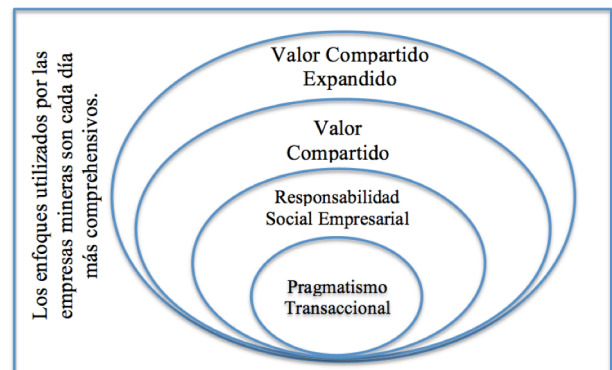 Los enfoques utilizados por las
empresas mineras son cada día
más comprehensivos.
Valor Compartido
Expandido
Valor
Compartido
Responsabilidad
Social Empresarial
Pragmatismo
Transaccional